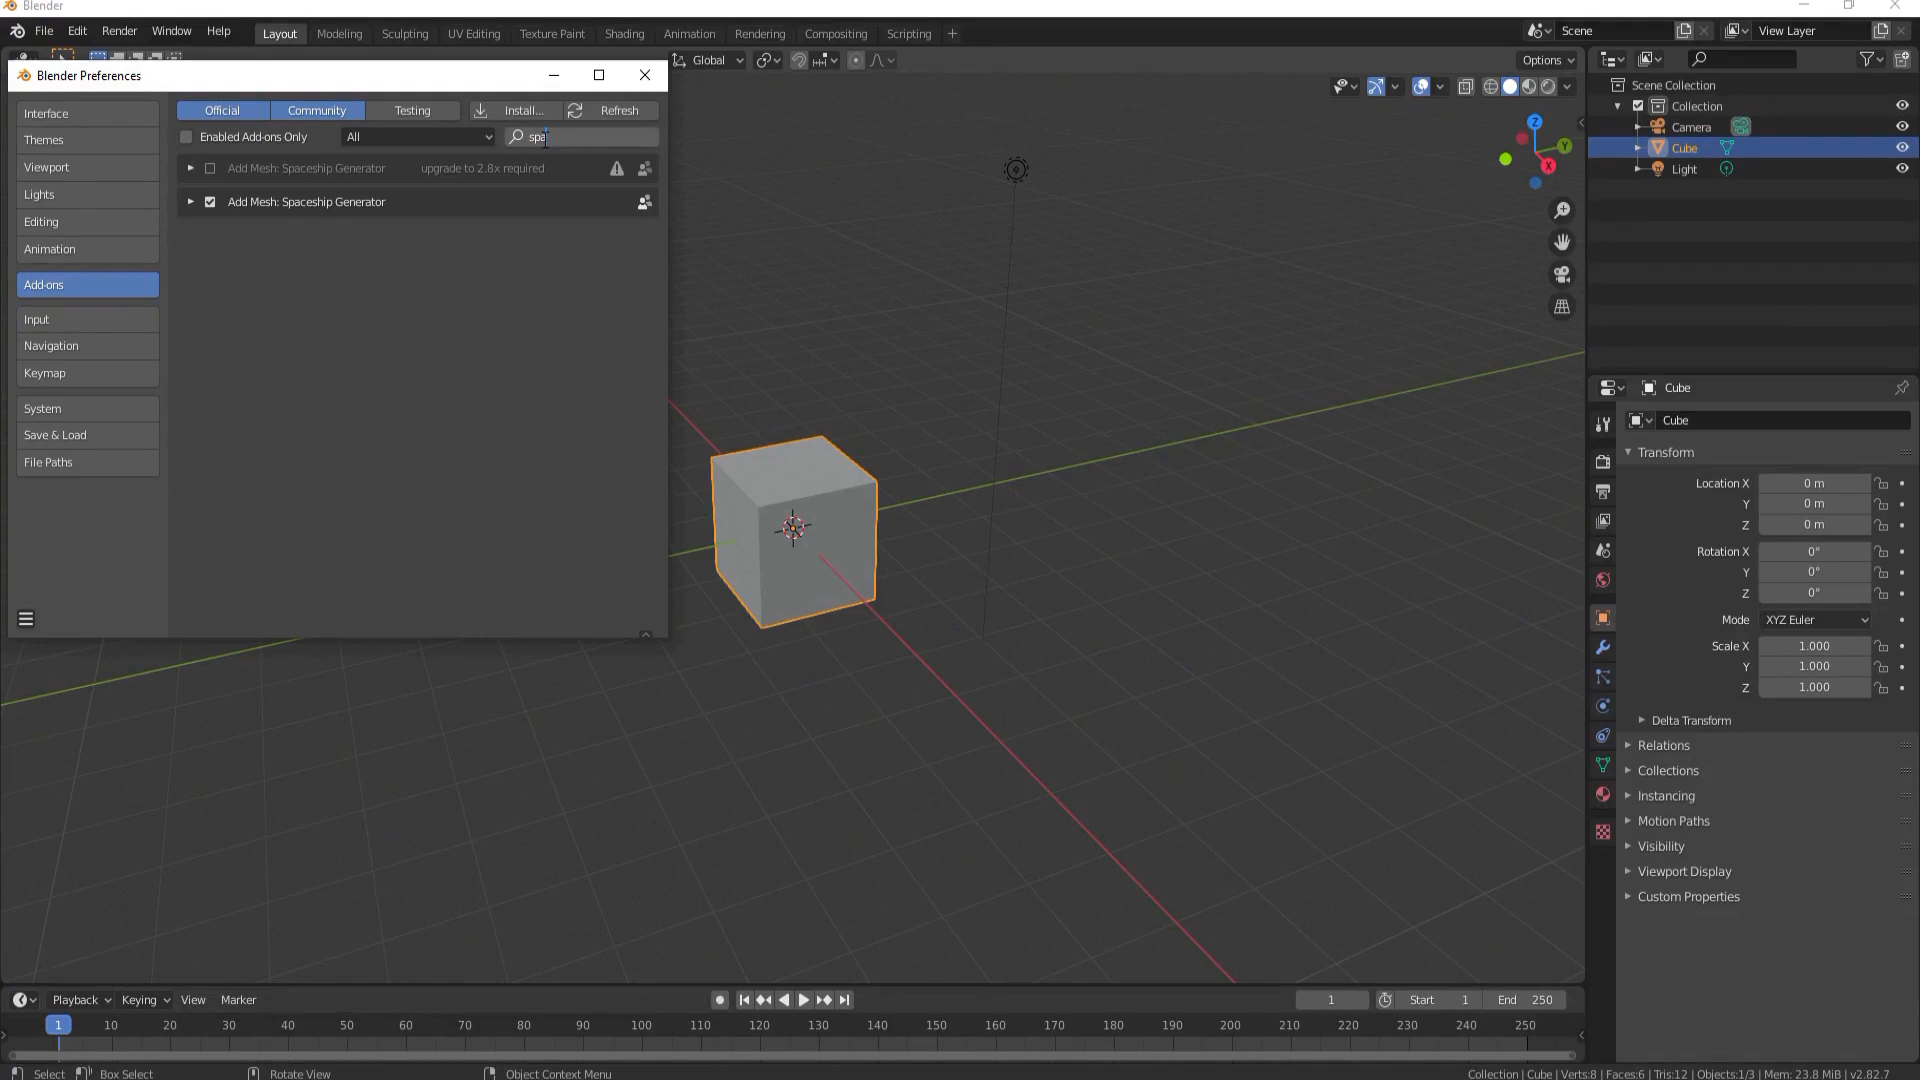 Blender
File Edit Render Window Help Layout Modeling Sculpting UV Editing Texture Paint Shading Animation Rendering Compositing Scripting + Scene View Layer
Global Options
Blender Preferences
Interface
Themes
Viewport
Lights
Editing
Animation
Add-ons
Input
Navigation
Keymap
System
Save & Load
File Paths
Official Community Testing Install... Refresh
Enabled Add-ons Only All spa
Add Mesh: Spaceship Generator upgrade to 2.8x required
Add Mesh: Spaceship Generator
Z
Y
X
Scene Collection
Collection
Camera
Cube
Light
Cube
Cube
Transform
Location X 0 m
Y 0 m
Z 0 m
Rotation X 0°
Y 0°
Z 0°
Mode XYZ Euler
Scale X 1.000
Y 1.000
Z 1.000
Delta Transform
Relations
Collections
Instancing
Motion Paths
Visibility
Viewport Display
Custom Properties
Playback Keying View Marker 1 Start 1 End 250
1 10 20 30 40 50 60 70 80 90 100 110 120 130 140 150 160 170 180 190 200 210 220 230 240 250
Select Box Select Rotate View Object Context Menu Collection | Cube | Verts:8 | Faces:6 | Tris:12 | Objects:1/3 | Mem: 23.8 MiB | v2.82.7